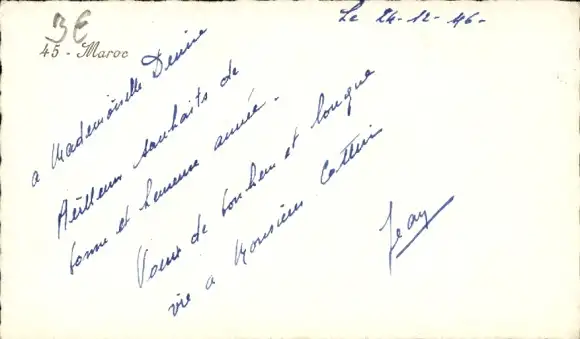 3€
45 - Maroc
Le 24-12-46-
a Mademoiselle Denise
Meilleurs souhaits de
bonne et heureuse année -
Voeux de bonheur et longue
vie a Monsieur
Jean